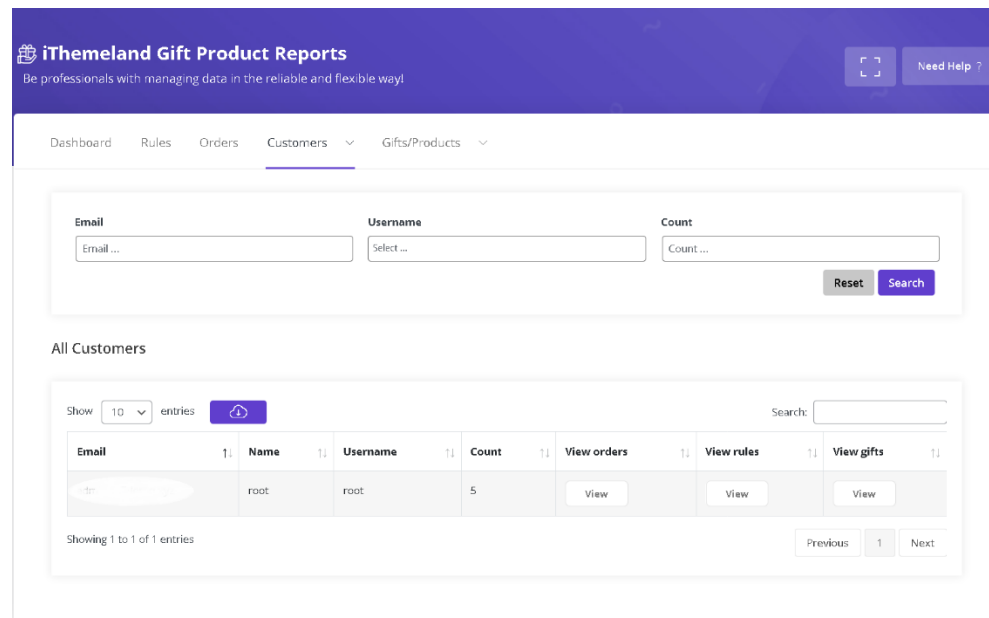 iThemeland Gift Product Reports
Be professionals with managing data in the reliable and flexible way!
Need Help ?
Dashboard Rules Orders Customers Gifts/Products
Email Username Count
Email ... Select ... Count ...
Reset Search
All Customers
Show 10 entries Search:
Email Name Username Count View orders View rules View gifts
root root 5 View View View
Showing 1 to 1 of 1 entries Previous 1 Next